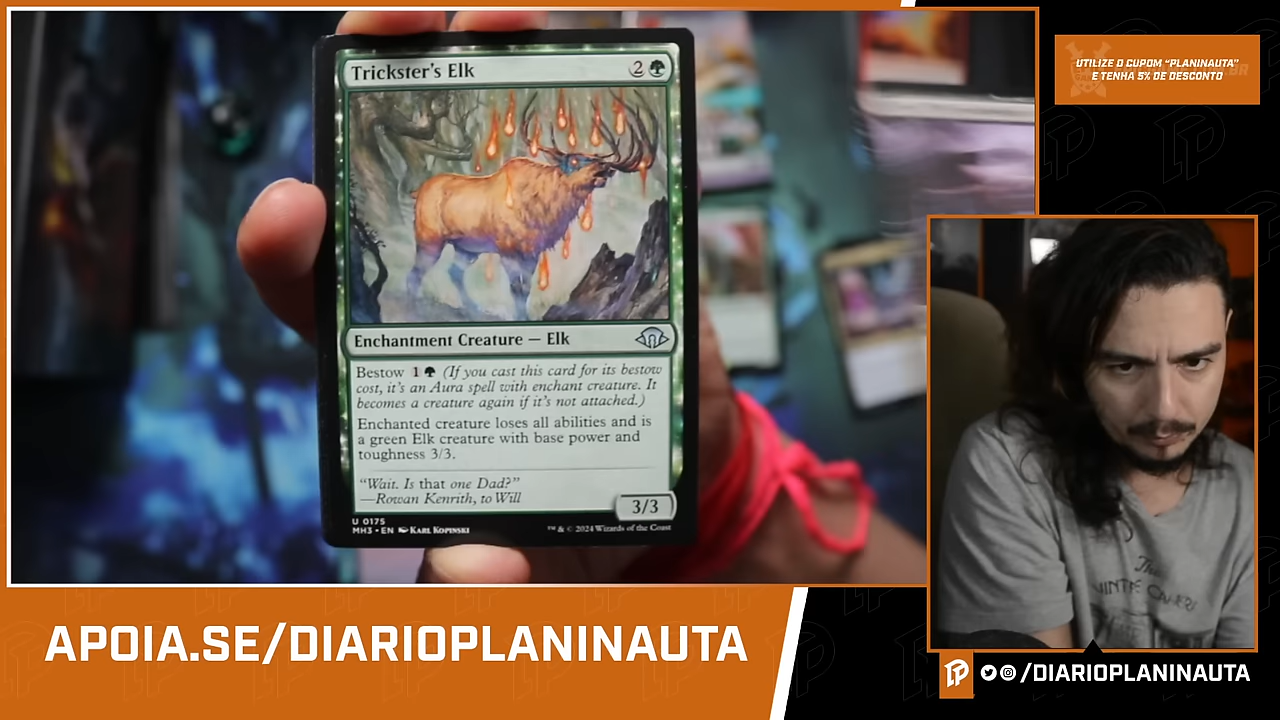 Trickster's Elk
2
Enchantment Creature — Elk
Bestow 1 (If you cast this card for its bestow
cost, it's an Aura spell with enchant creature. It
becomes a creature again if it's not attached.)
Enchanted creature loses all abilities and is
a green Elk creature with base power and
toughness 3/3.
"Wait. Is that one Dad?"
—Rowan Kenrith, to Will
3/3
U 0175
MH3 • EN KARL KOPINSKI
™ & © 2024 Wizards of the Coast
UTILIZE O CUPOM "PLANINAUTA"
E TENHA 5% DE DESCONTO
APOIA.SE/DIARIOPLANINAUTA
/DIARIOPLANINAUTA